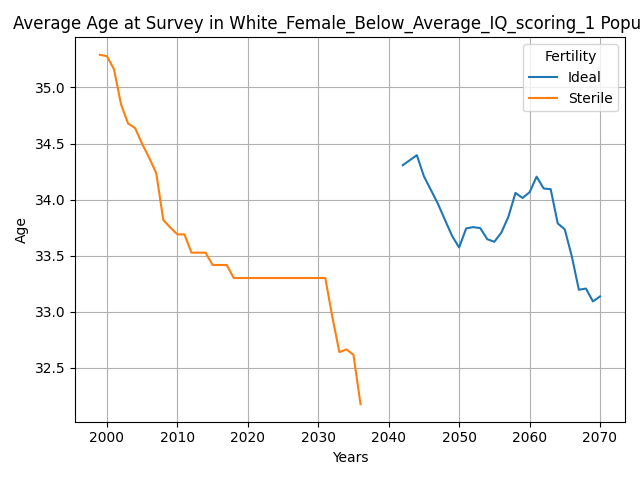 Average Age at Survey in White_Female_Below_Average_IQ_scoring_1 Popu
Fertility
Ideal
Sterile
35.0
34.5
34.0
33.5
33.0
32.5
Age
2000 2010 2020 2030 2040 2050 2060 2070
Years